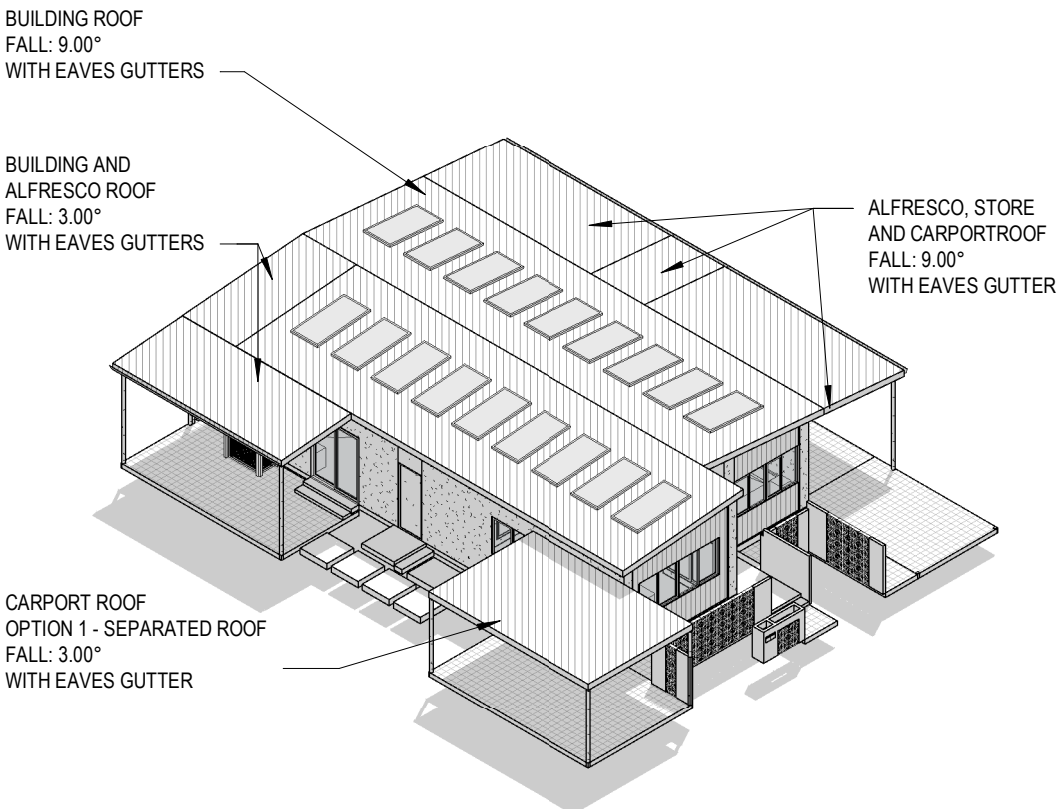 BUILDING ROOF
FALL: 9.00°
WITH EAVES GUTTERS
BUILDING AND
ALFRESCO ROOF
FALL: 3.00°
WITH EAVES GUTTERS
ALFRESCO, STORE
AND CARPORTROOF
FALL: 9.00°
WITH EAVES GUTTER
CARPORT ROOF
OPTION 1 - SEPARATED ROOF
FALL: 3.00°
WITH EAVES GUTTER